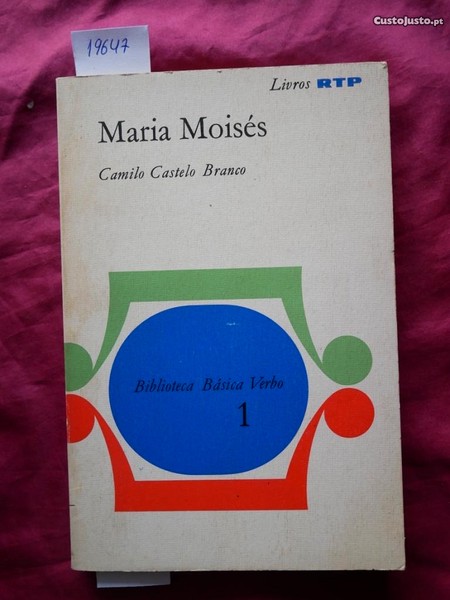 CustoJusto.pt
19647
Livros RTP
Maria Moisés
Camilo Castelo Branco
Biblioteca Básica Verbo
1